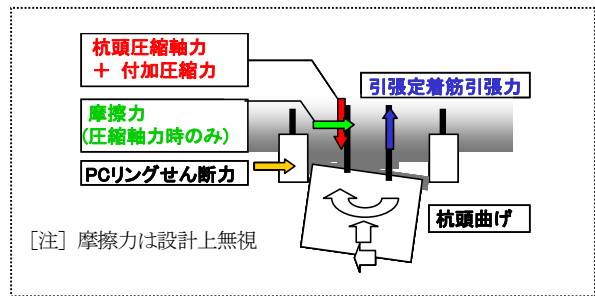 杭頭圧縮軸力
＋ 付加圧縮力
引張定着筋引張力
摩擦力
(圧縮軸力時のみ)
PCリングせん断力
杭頭曲げ
［注］摩擦力は設計上無視